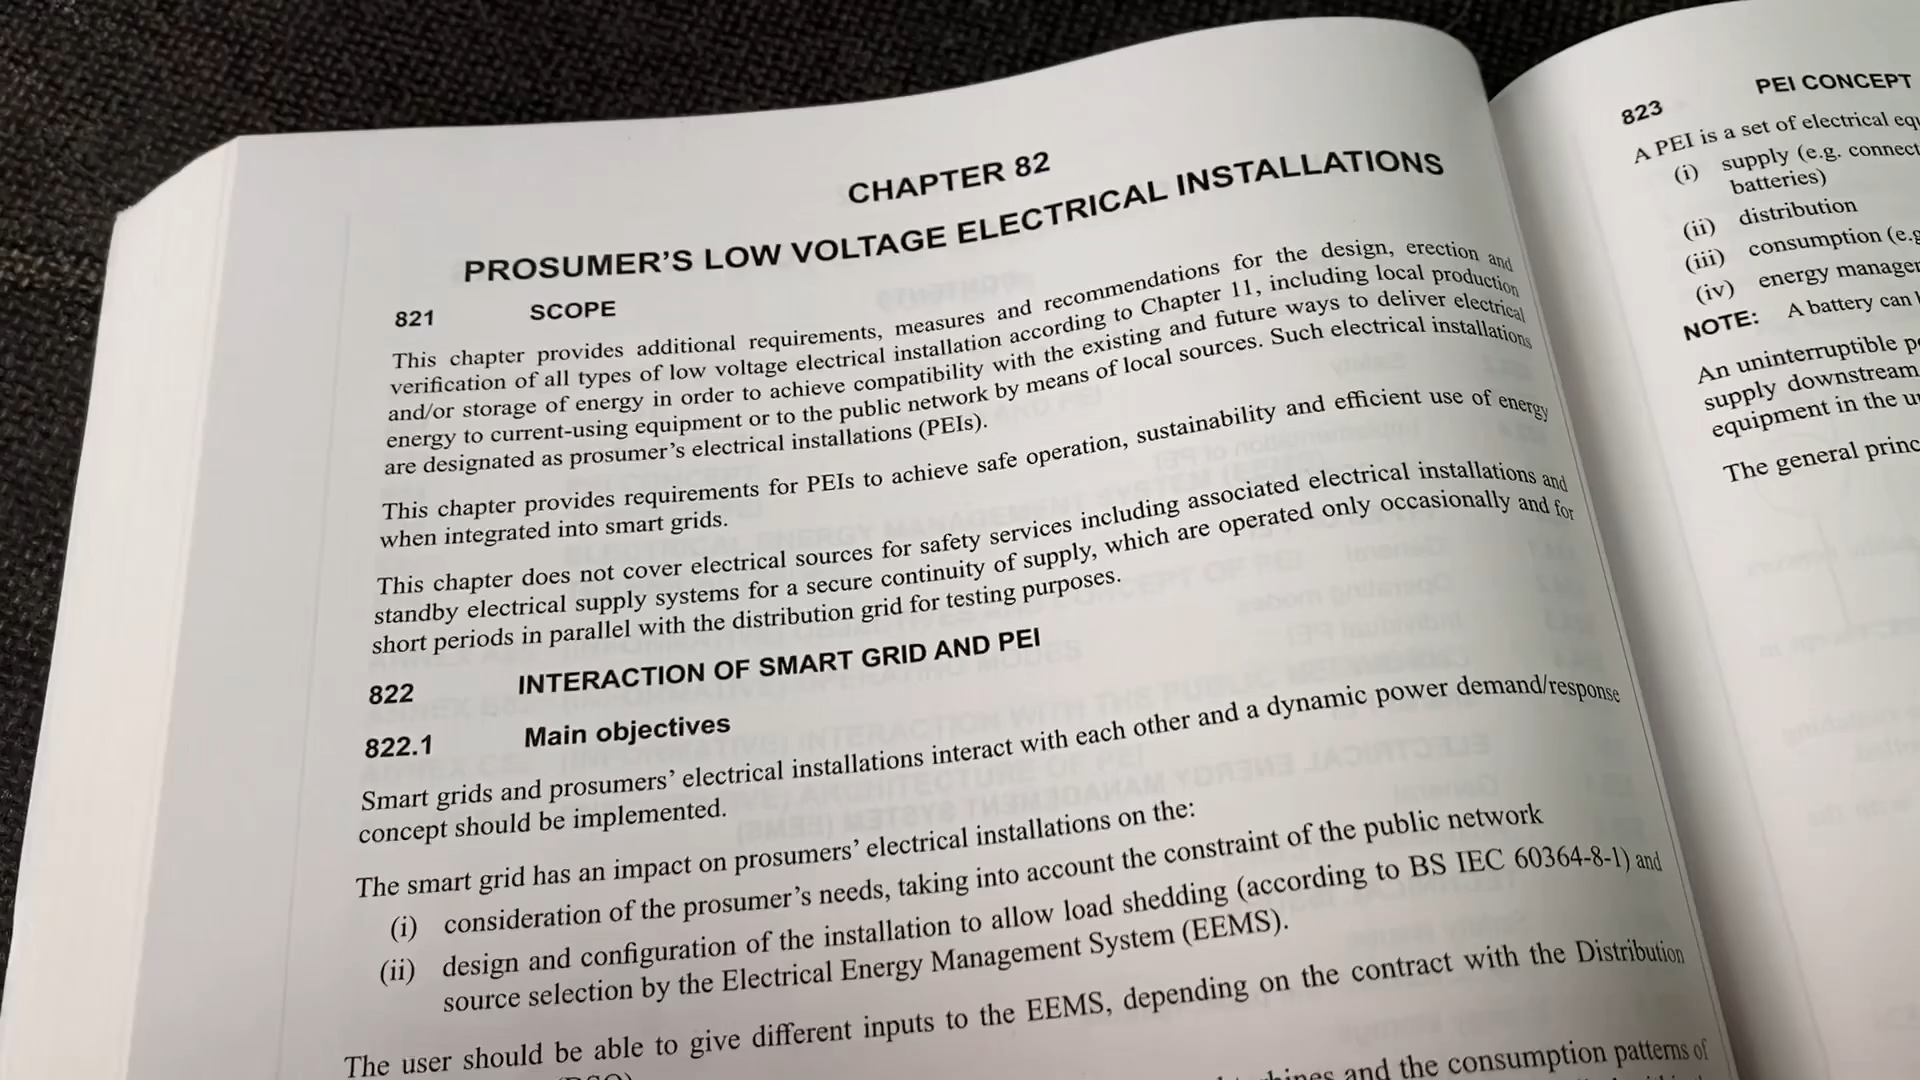 CHAPTER 82
PROSUMER'S LOW VOLTAGE ELECTRICAL INSTALLATIONS
821 SCOPE
This chapter provides additional requirements, measures and recommendations for the design, erection and
verification of all types of low voltage electrical installation according to Chapter 11, including local production
and/or storage of energy in order to achieve compatibility with the existing and future ways to deliver electrical
energy to current-using equipment or to the public network by means of local sources. Such electrical installations
are designated as prosumer's electrical installations (PEIs).
This chapter provides requirements for PEIs to achieve safe operation, sustainability and efficient use of energy
when integrated into smart grids.
This chapter does not cover electrical sources for safety services including associated electrical installations and
standby electrical supply systems for a secure continuity of supply, which are operated only occasionally and for
short periods in parallel with the distribution grid for testing purposes.
822 INTERACTION OF SMART GRID AND PEI
822.1 Main objectives
Smart grids and prosumers' electrical installations interact with each other and a dynamic power demand/response
concept should be implemented.
The smart grid has an impact on prosumers' electrical installations on the:
(i) consideration of the prosumer's needs, taking into account the constraint of the public network
(ii) design and configuration of the installation to allow load shedding (according to BS IEC 60364-8-1) and
source selection by the Electrical Energy Management System (EEMS).
The user should be able to give different inputs to the EEMS, depending on the contract with the Distribution
and the consumption patterns of
823 PEI CONCEPT
A PEI is a set of electrical
(i) supply (e.g.
batteries)
(ii) distribution
(iii) consumption (e.g
(iv) energy
NOTE: A battery can
An uninterruptible
supply downstream
equipment in the
The general